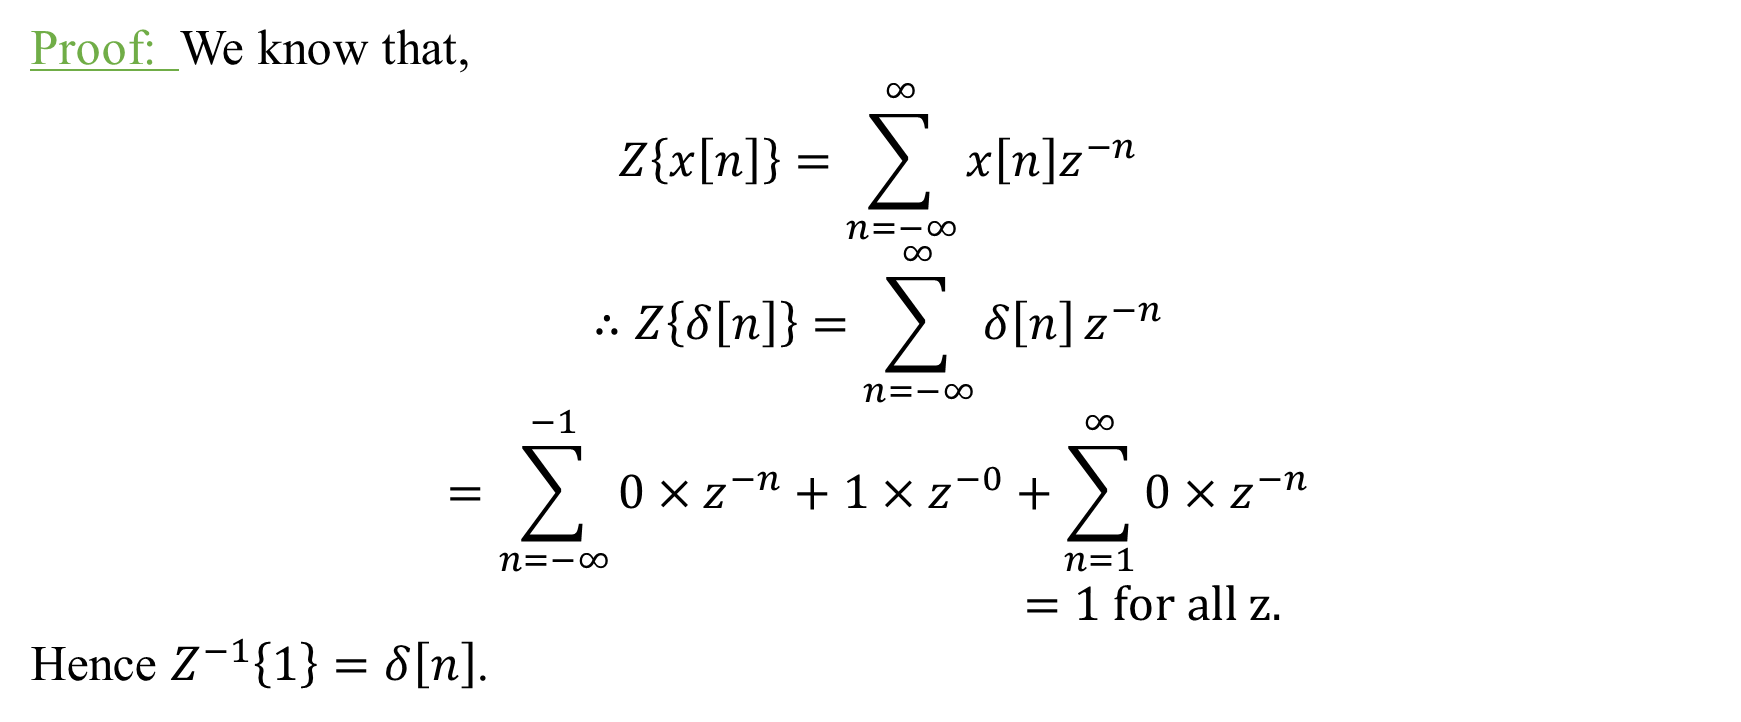 Proof: We know that,
Z{x[n]} = ∑_{n=−∞}^{∞} x[n]z^{−n}
∴ Z{δ[n]} = ∑_{n=−∞}^{∞} δ[n] z^{−n}
= ∑_{n=−∞}^{−1} 0 × z^{−n} + 1 × z^{−0} + ∑_{n=1}^{∞} 0 × z^{−n}
= 1 for all z.
Hence Z^{−1}{1} = δ[n].